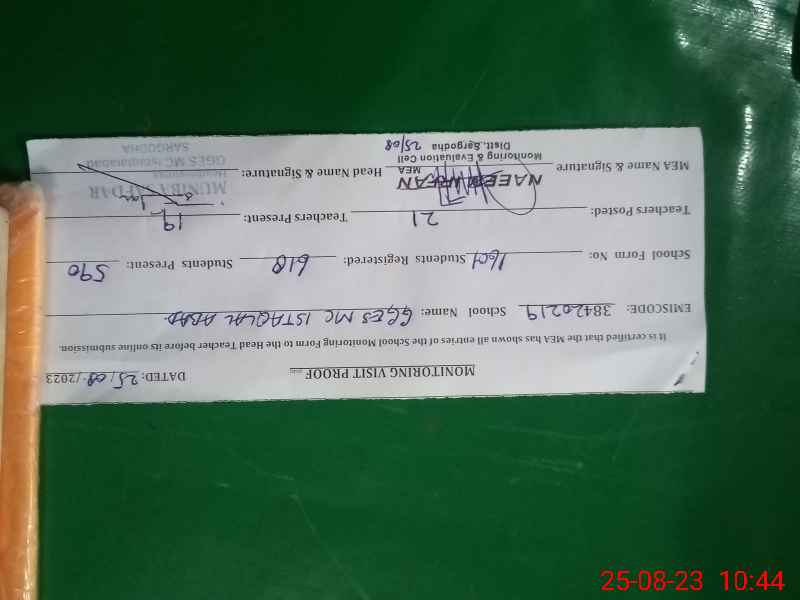 MONITORING VISIT PROOF
DATED: 25/08/2023
It is certified that the MEA has shown all entries of the School Monitoring Form to the Head Teacher before its online submission.
EMISCODE: 38420219 School Name: GGES MC ISTAQLAL ABAD.
School Form No: 1601 Students Registered: 618 Students Present: 590
Teachers Posted: 21 Teachers Present: 19
MEA Name & Signature NAEEM Head Name & Signature: MUNIBA
MEA
Monitoring & Evaluation Cell
Distt. Sargodha 25/08
GGES MC Istaqlalabad
SARGODHA
25-08-23 10:44